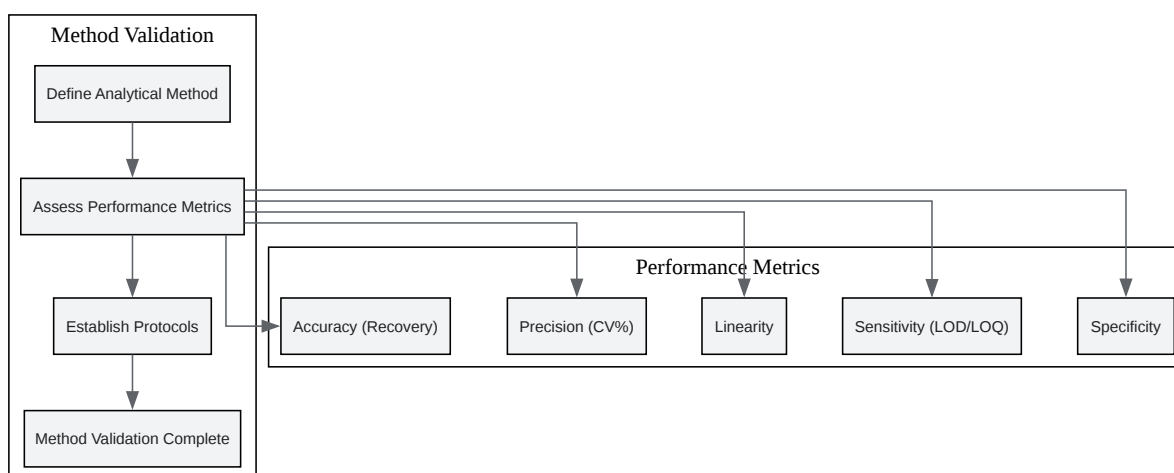 Method Validation
Define Analytical Method
Assess Performance Metrics
Performance Metrics
Establish Protocols
Accuracy (Recovery)
Precision (CV%)
Linearity
Sensitivity (LOD/LOQ)
Specificity
Method Validation Complete